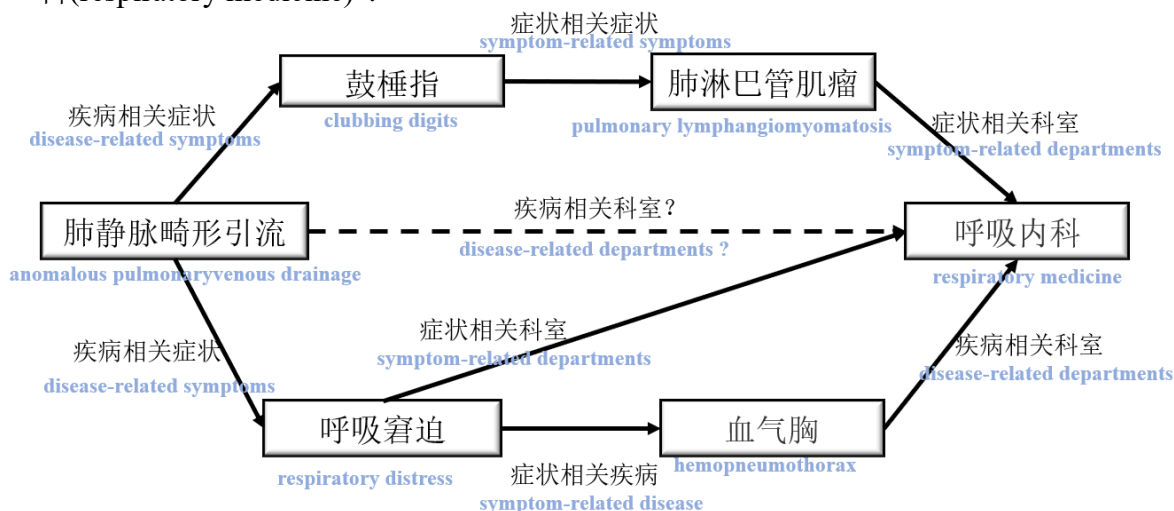 科(respiratory medicine)"?
症状相关症状
symptom-related symptoms
鼓棰指
clubbing digits
肺淋巴管肌瘤
pulmonary lymphangiomyomatosis
疾病相关症状
disease-related symptoms
症状相关科室
symptom-related departments
肺静脉畸形引流
anomalous pulmonaryvenous drainage
疾病相关科室?
disease-related departments ?
呼吸内科
respiratory medicine
症状相关科室
symptom-related departments
疾病相关症状
disease-related symptoms
疾病相关科室
disease-related departments
呼吸窘迫
respiratory distress
血气胸
hemopneumothorax
症状相关疾病
symptom-related disease